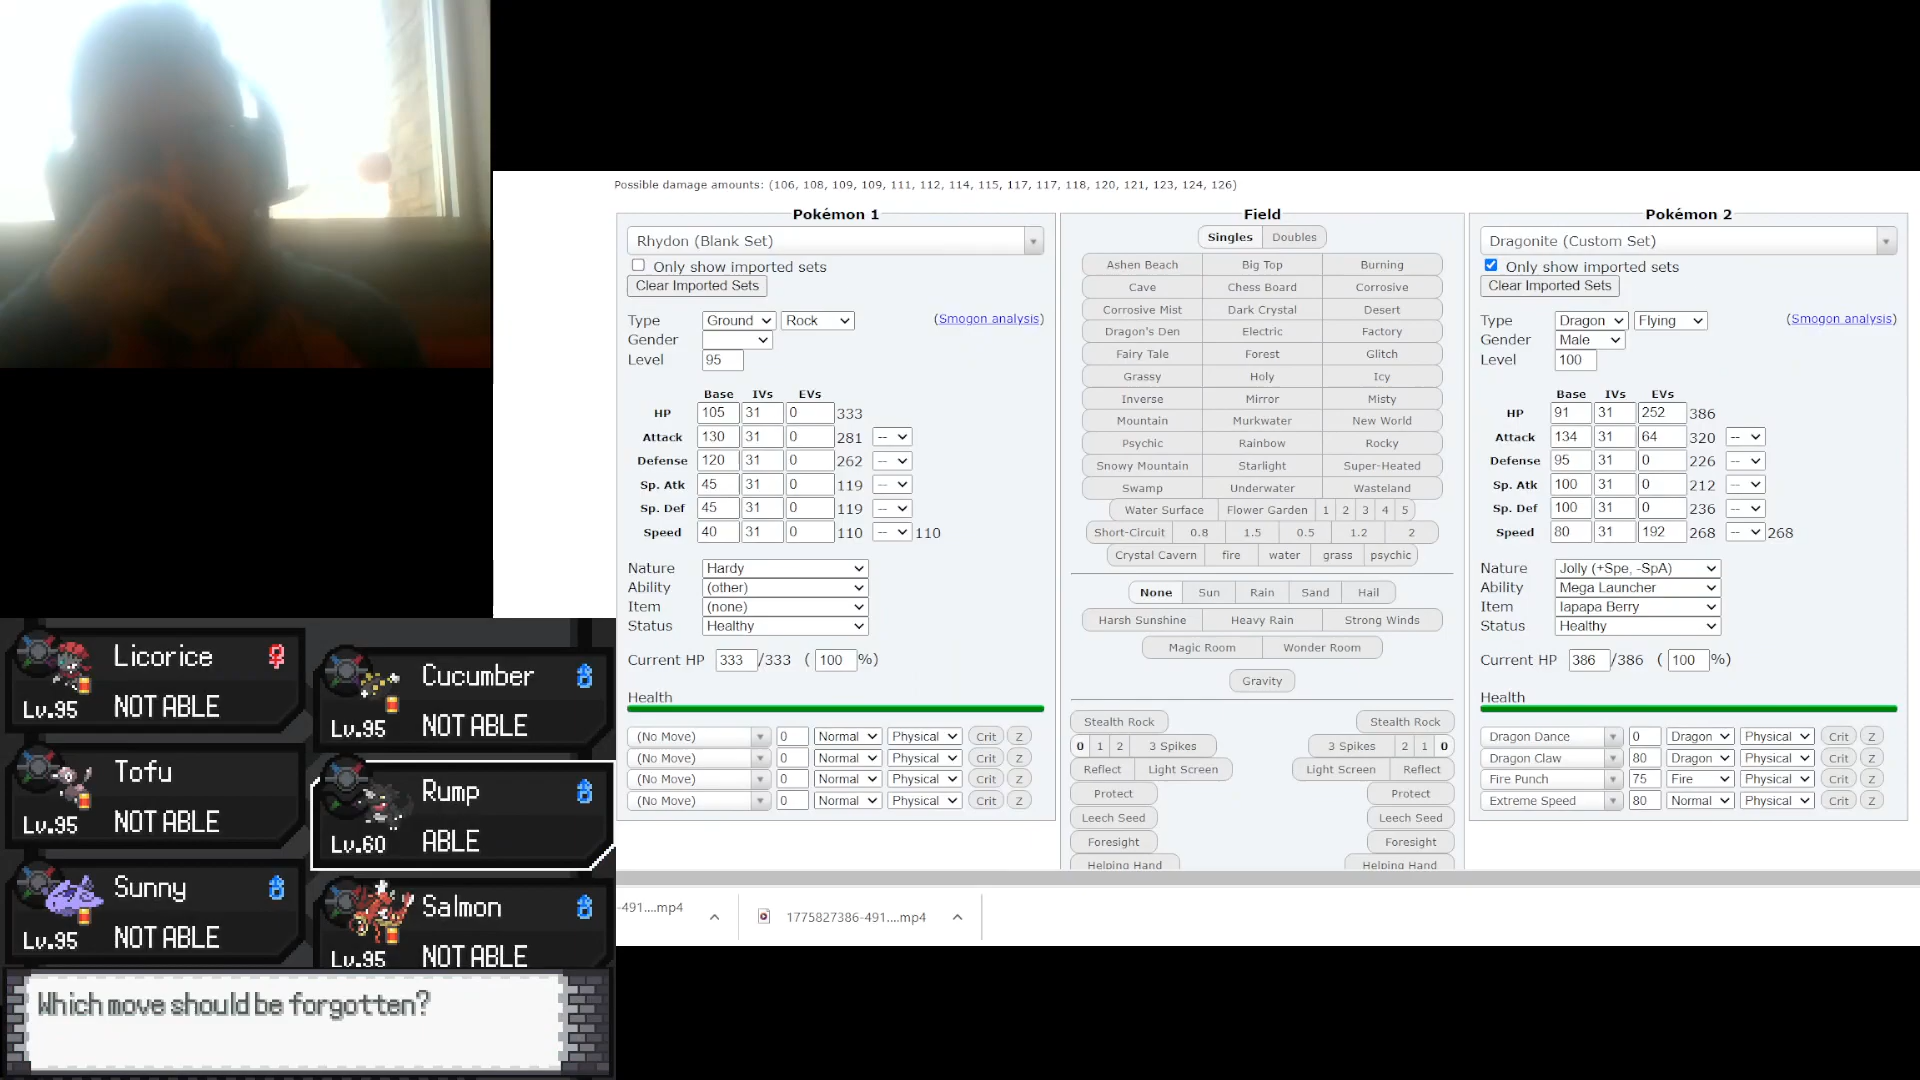 Possible damage amounts: (106, 108, 109, 109, 111, 112, 114, 115, 117, 117, 118, 120, 121, 123, 124, 126)
Pokémon 1
Rhydon (Blank Set)
Only show imported sets
Clear Imported Sets
Type Ground Rock (Smogon analysis)
Gender
Level 95
Base IVs EVs
HP 105 31 0 333
Attack 130 31 0 281 --
Defense 120 31 0 262 --
Sp. Atk 45 31 0 119 --
Sp. Def 45 31 0 119 --
Speed 40 31 0 110 -- 110
Nature Hardy
Ability (other)
Item (none)
Status Healthy
Current HP 333 /333 ( 100 %)
Health
(No Move) 0 Normal Physical Crit Z
(No Move) 0 Normal Physical Crit Z
(No Move) 0 Normal Physical Crit Z
(No Move) 0 Normal Physical Crit Z
Field
Singles Doubles
Ashen Beach Big Top Burning
Cave Chess Board Corrosive
Corrosive Mist Dark Crystal Desert
Dragon's Den Electric Factory
Fairy Tale Forest Glitch
Grassy Holy Icy
Inverse Mirror Misty
Mountain Murkwater New World
Psychic Rainbow Rocky
Snowy Mountain Starlight Super-Heated
Swamp Underwater Wasteland
Water Surface Flower Garden 1 2 3 4 5
Short-Circuit 0.8 1.5 0.5 1.2 2
Crystal Cavern fire water grass psychic
None Sun Rain Sand Hail
Harsh Sunshine Heavy Rain Strong Winds
Magic Room Wonder Room
Gravity
Stealth Rock Stealth Rock
0 1 2 3 Spikes 3 Spikes 2 1 0
Reflect Light Screen Light Screen Reflect
Protect Protect
Leech Seed Leech Seed
Foresight Foresight
Helping Hand Helping Hand
Pokémon 2
Dragonite (Custom Set)
Only show imported sets
Clear Imported Sets
Type Dragon Flying (Smogon analysis)
Gender Male
Level 100
Base IVs EVs
HP 91 31 252 386
Attack 134 31 64 320 --
Defense 95 31 0 226 --
Sp. Atk 100 31 0 212 --
Sp. Def 100 31 0 236 --
Speed 80 31 192 268 -- 268
Nature Jolly (+Spe, -SpA)
Ability Mega Launcher
Item Iapapa Berry
Status Healthy
Current HP 386 /386 ( 100 %)
Health
Dragon Dance 0 Dragon Physical Crit Z
Dragon Claw 80 Dragon Physical Crit Z
Fire Punch 75 Fire Physical Crit Z
Extreme Speed 80 Normal Physical Crit Z
-491....mp4 1775827386-491....mp4
Licorice ♀
Lv.95 NOT ABLE
Cucumber
Lv.95 NOT ABLE
Tofu
Lv.95 NOT ABLE
Rump
Lv.60 ABLE
Sunny
Lv.95 NOT ABLE
Salmon
Lv.95 NOT ABLE
Which move should be forgotten?